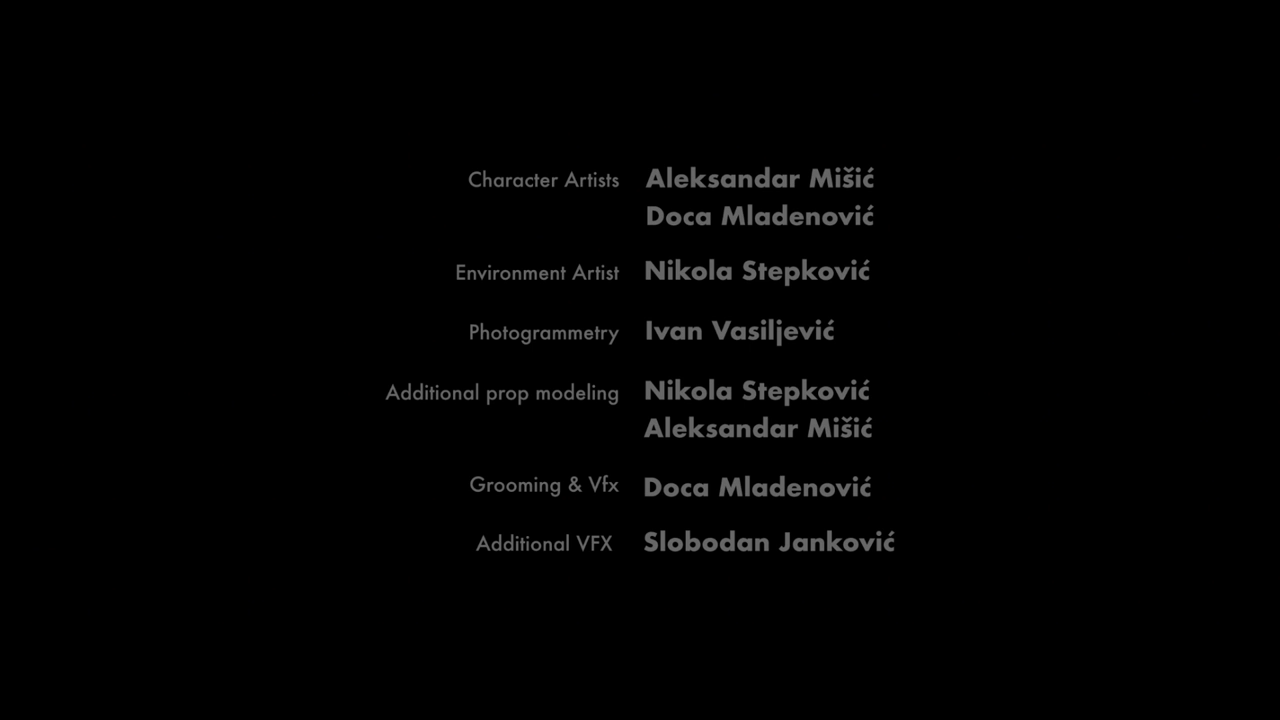 Character Artists Aleksandar Mišić
Doca Mladenović
Environment Artist Nikola Stepković
Photogrammetry Ivan Vasiljević
Additional prop modeling Nikola Stepković
Aleksandar Mišić
Grooming & Vfx Doca Mladenović
Additional VFX Slobodan Janković